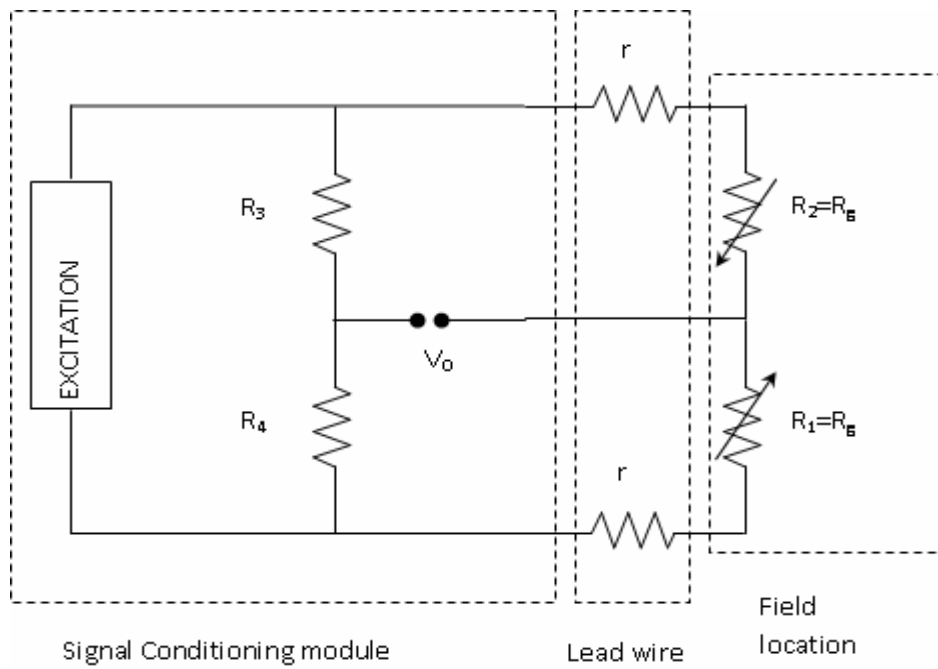 r
R₃
R₂=Rg
EXCITATION
Vo
R₄
R₁=Rg
r
Field
location
Signal Conditioning module
Lead wire